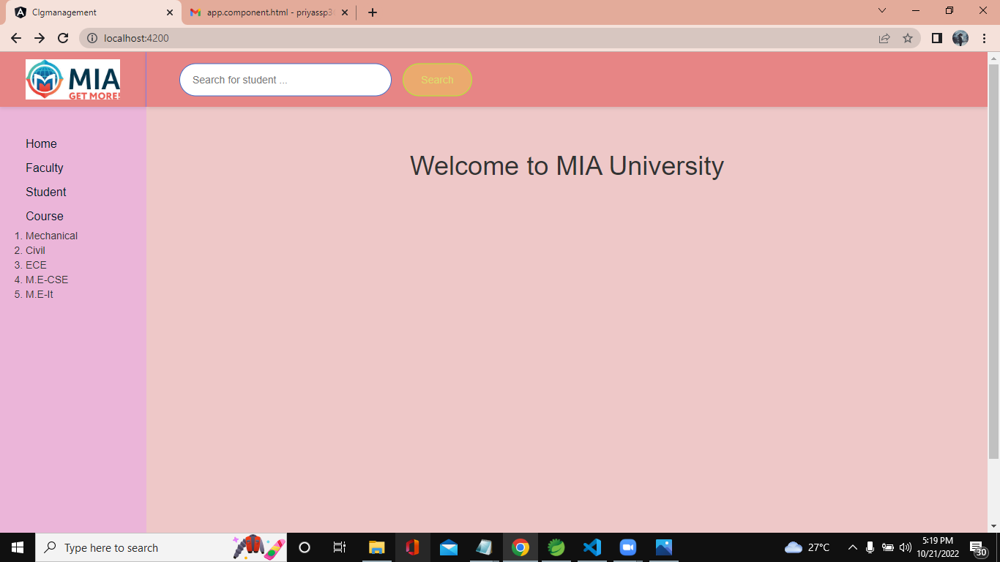 Clgmanagement
app.component.html - priyassp3
localhost:4200
MIA
GET MORE!
Search for student ...
Search
Home
Faculty
Student
Course
1. Mechanical
2. Civil
3. ECE
4. M.E-CSE
5. M.E-It
Welcome to MIA University
Type here to search
27°C
5:19 PM
10/21/2022
30